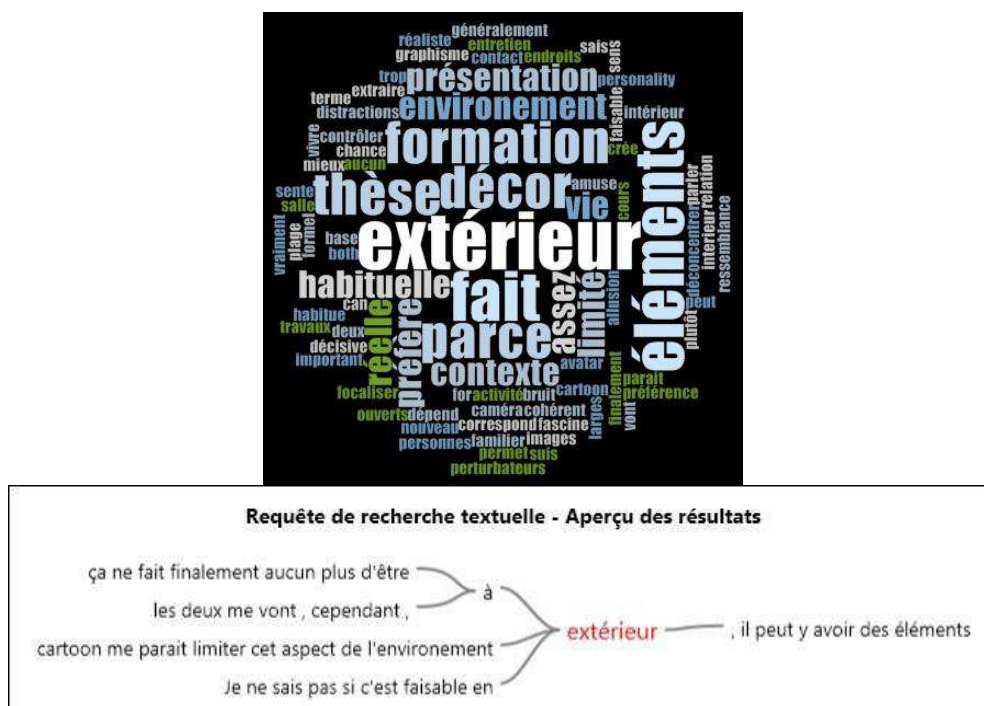 généralement
réaliste entretien
graphisme contact endroits sais sens
trop présentation personality
terme extraire environement faisable intérieur
distractions
vivre contrôler formation crée
chance
mieux aucun
éléments
sente thèse décor amuse vie cours
salle
vraiment plage formel
base both extérieur
déconcentrer parler interieur relation ressemblance
habituelle fait assez limité allusion peut plutôt
can
habitue travaux deux réelle préfère parce
décisive
important contexte avatar finalement parait
focaliser for activité bruit cartoon larges préférence
ouverts dépend caméra cohérent vont
nouveau correspond fascine
personnes familier images
permet suis
perturbateurs
Requête de recherche textuelle - Aperçu des résultats
ça ne fait finalement aucun plus d'être
à
les deux me vont , cependant ,
extérieur , il peut y avoir des éléments
cartoon me parait limiter cet aspect de l'environement
Je ne sais pas si c'est faisable en